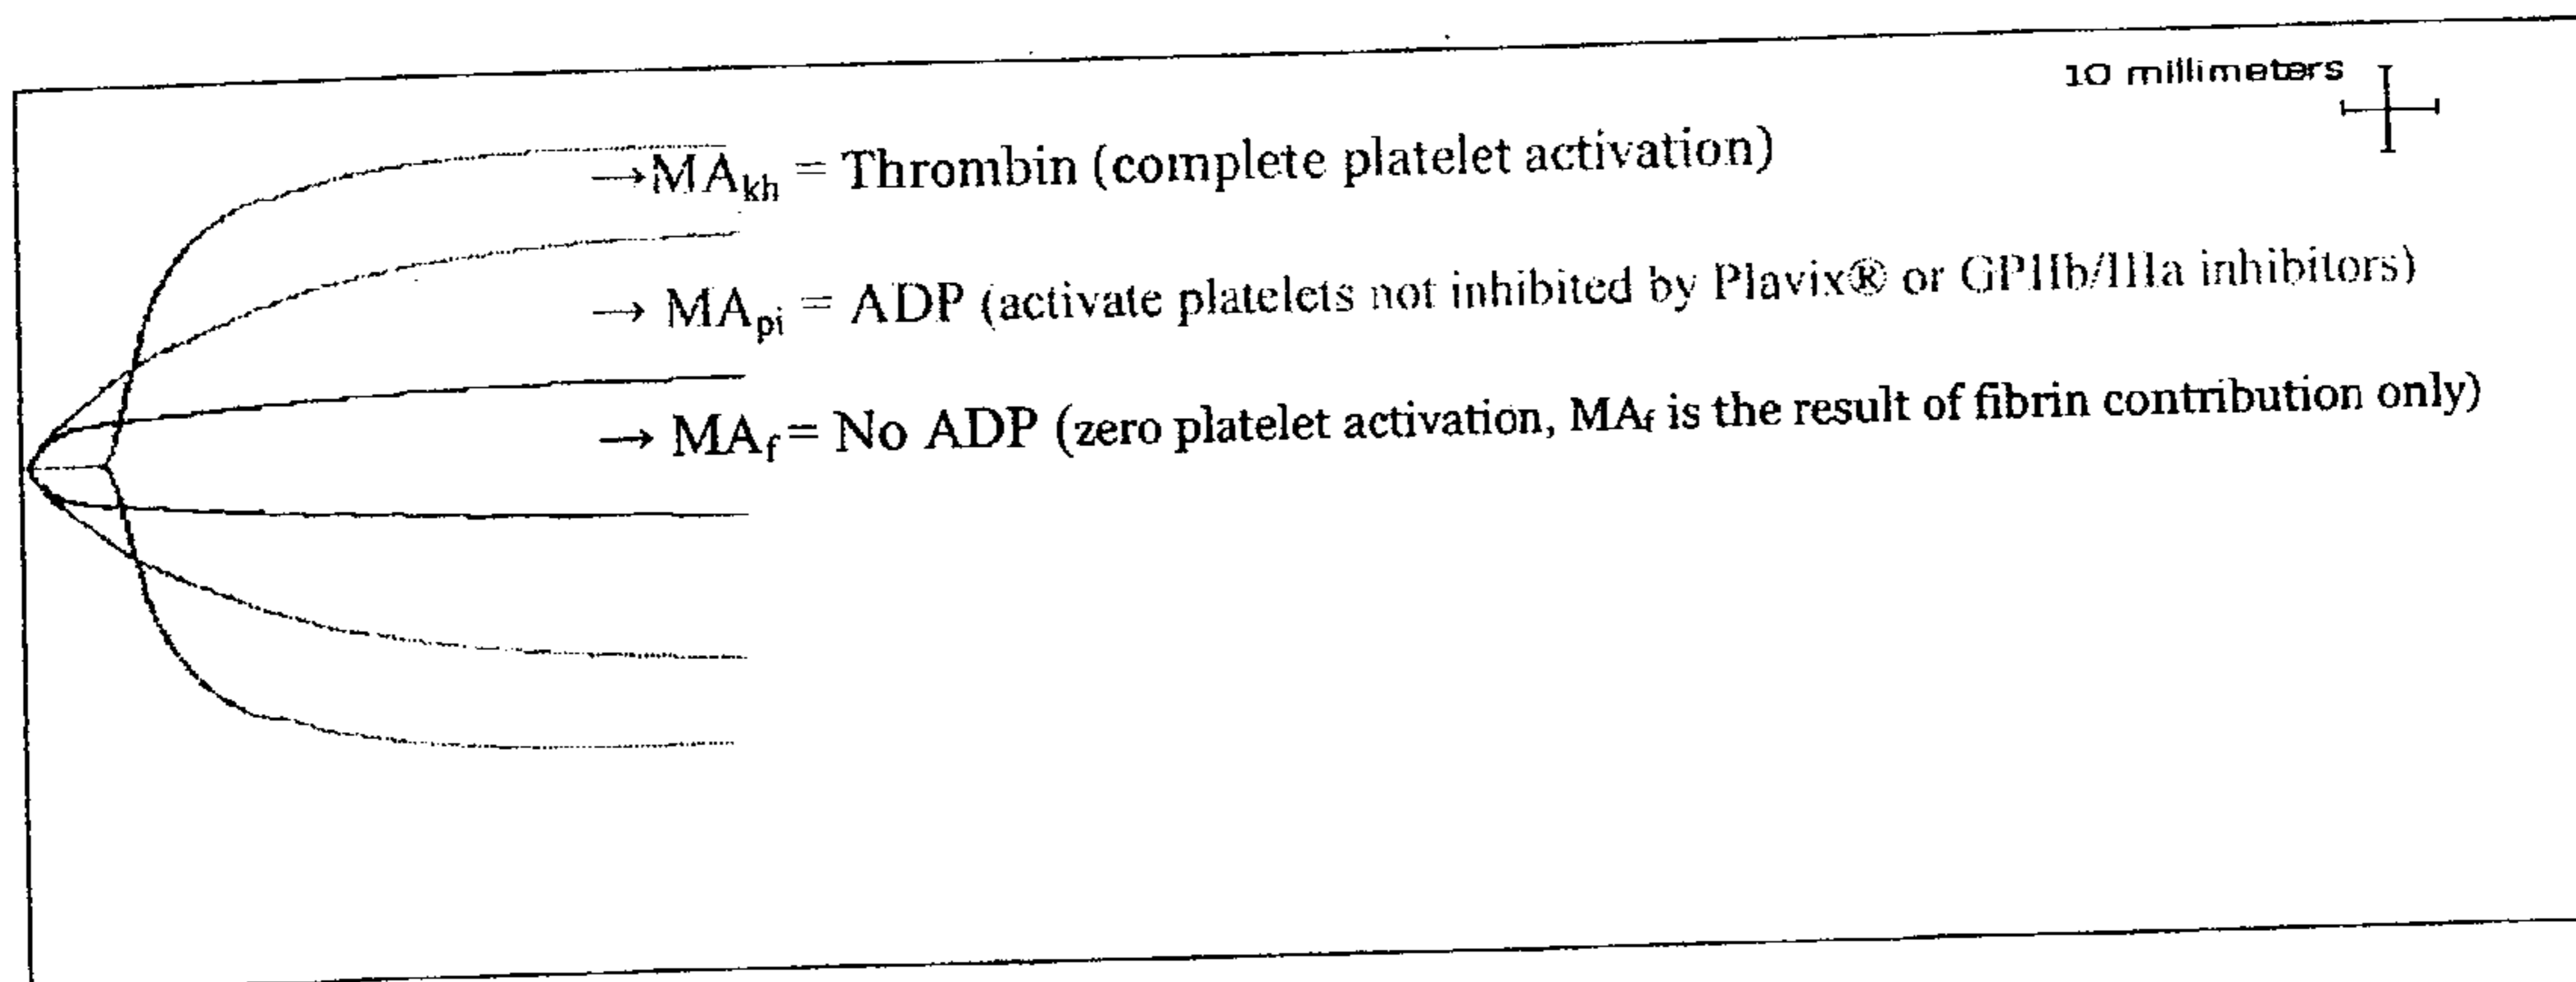 10 millimeters
→MAkh = Thrombin (complete platelet activation)
→ MApi = ADP (activate platelets not inhibited by Plavix® or GPIIb/IIIa inhibitors)
→ MAf = No ADP (zero platelet activation, MAf is the result of fibrin contribution only)